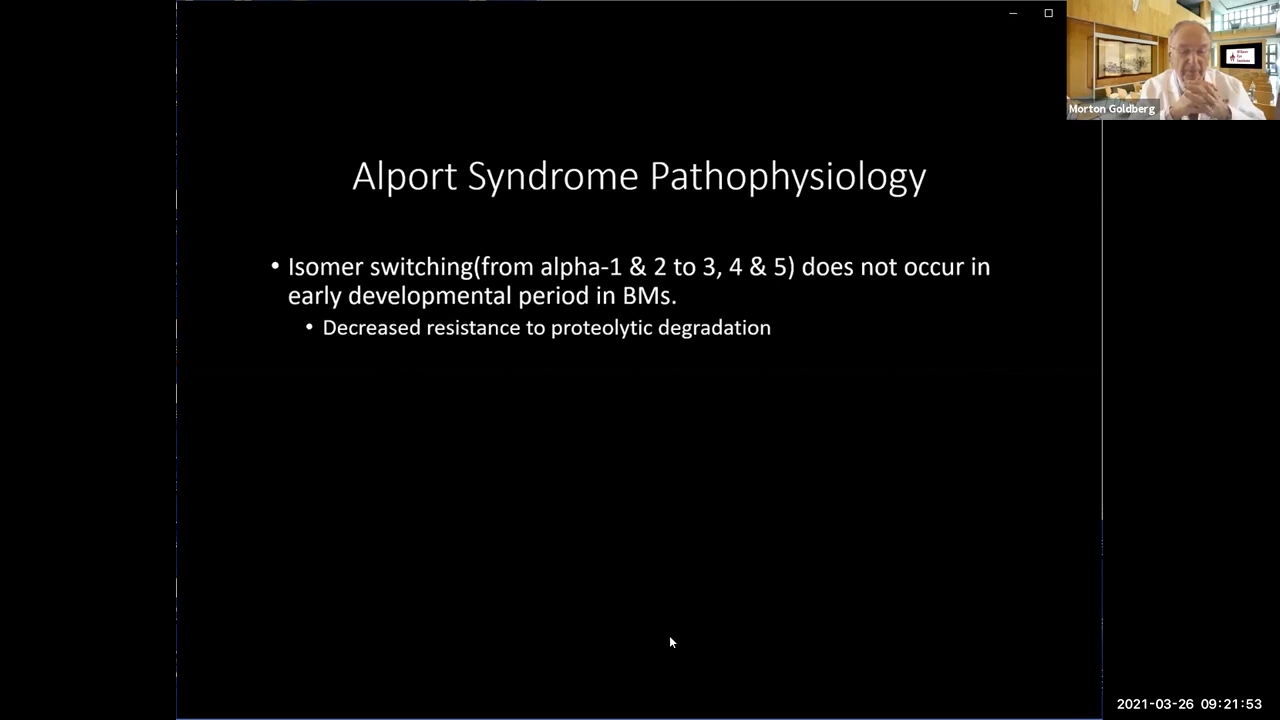 Morton Goldberg
Alport Syndrome Pathophysiology
• Isomer switching(from alpha-1 & 2 to 3, 4 & 5) does not occur in
early developmental period in BMs.
• Decreased resistance to proteolytic degradation
2021-03-26 09:21:53